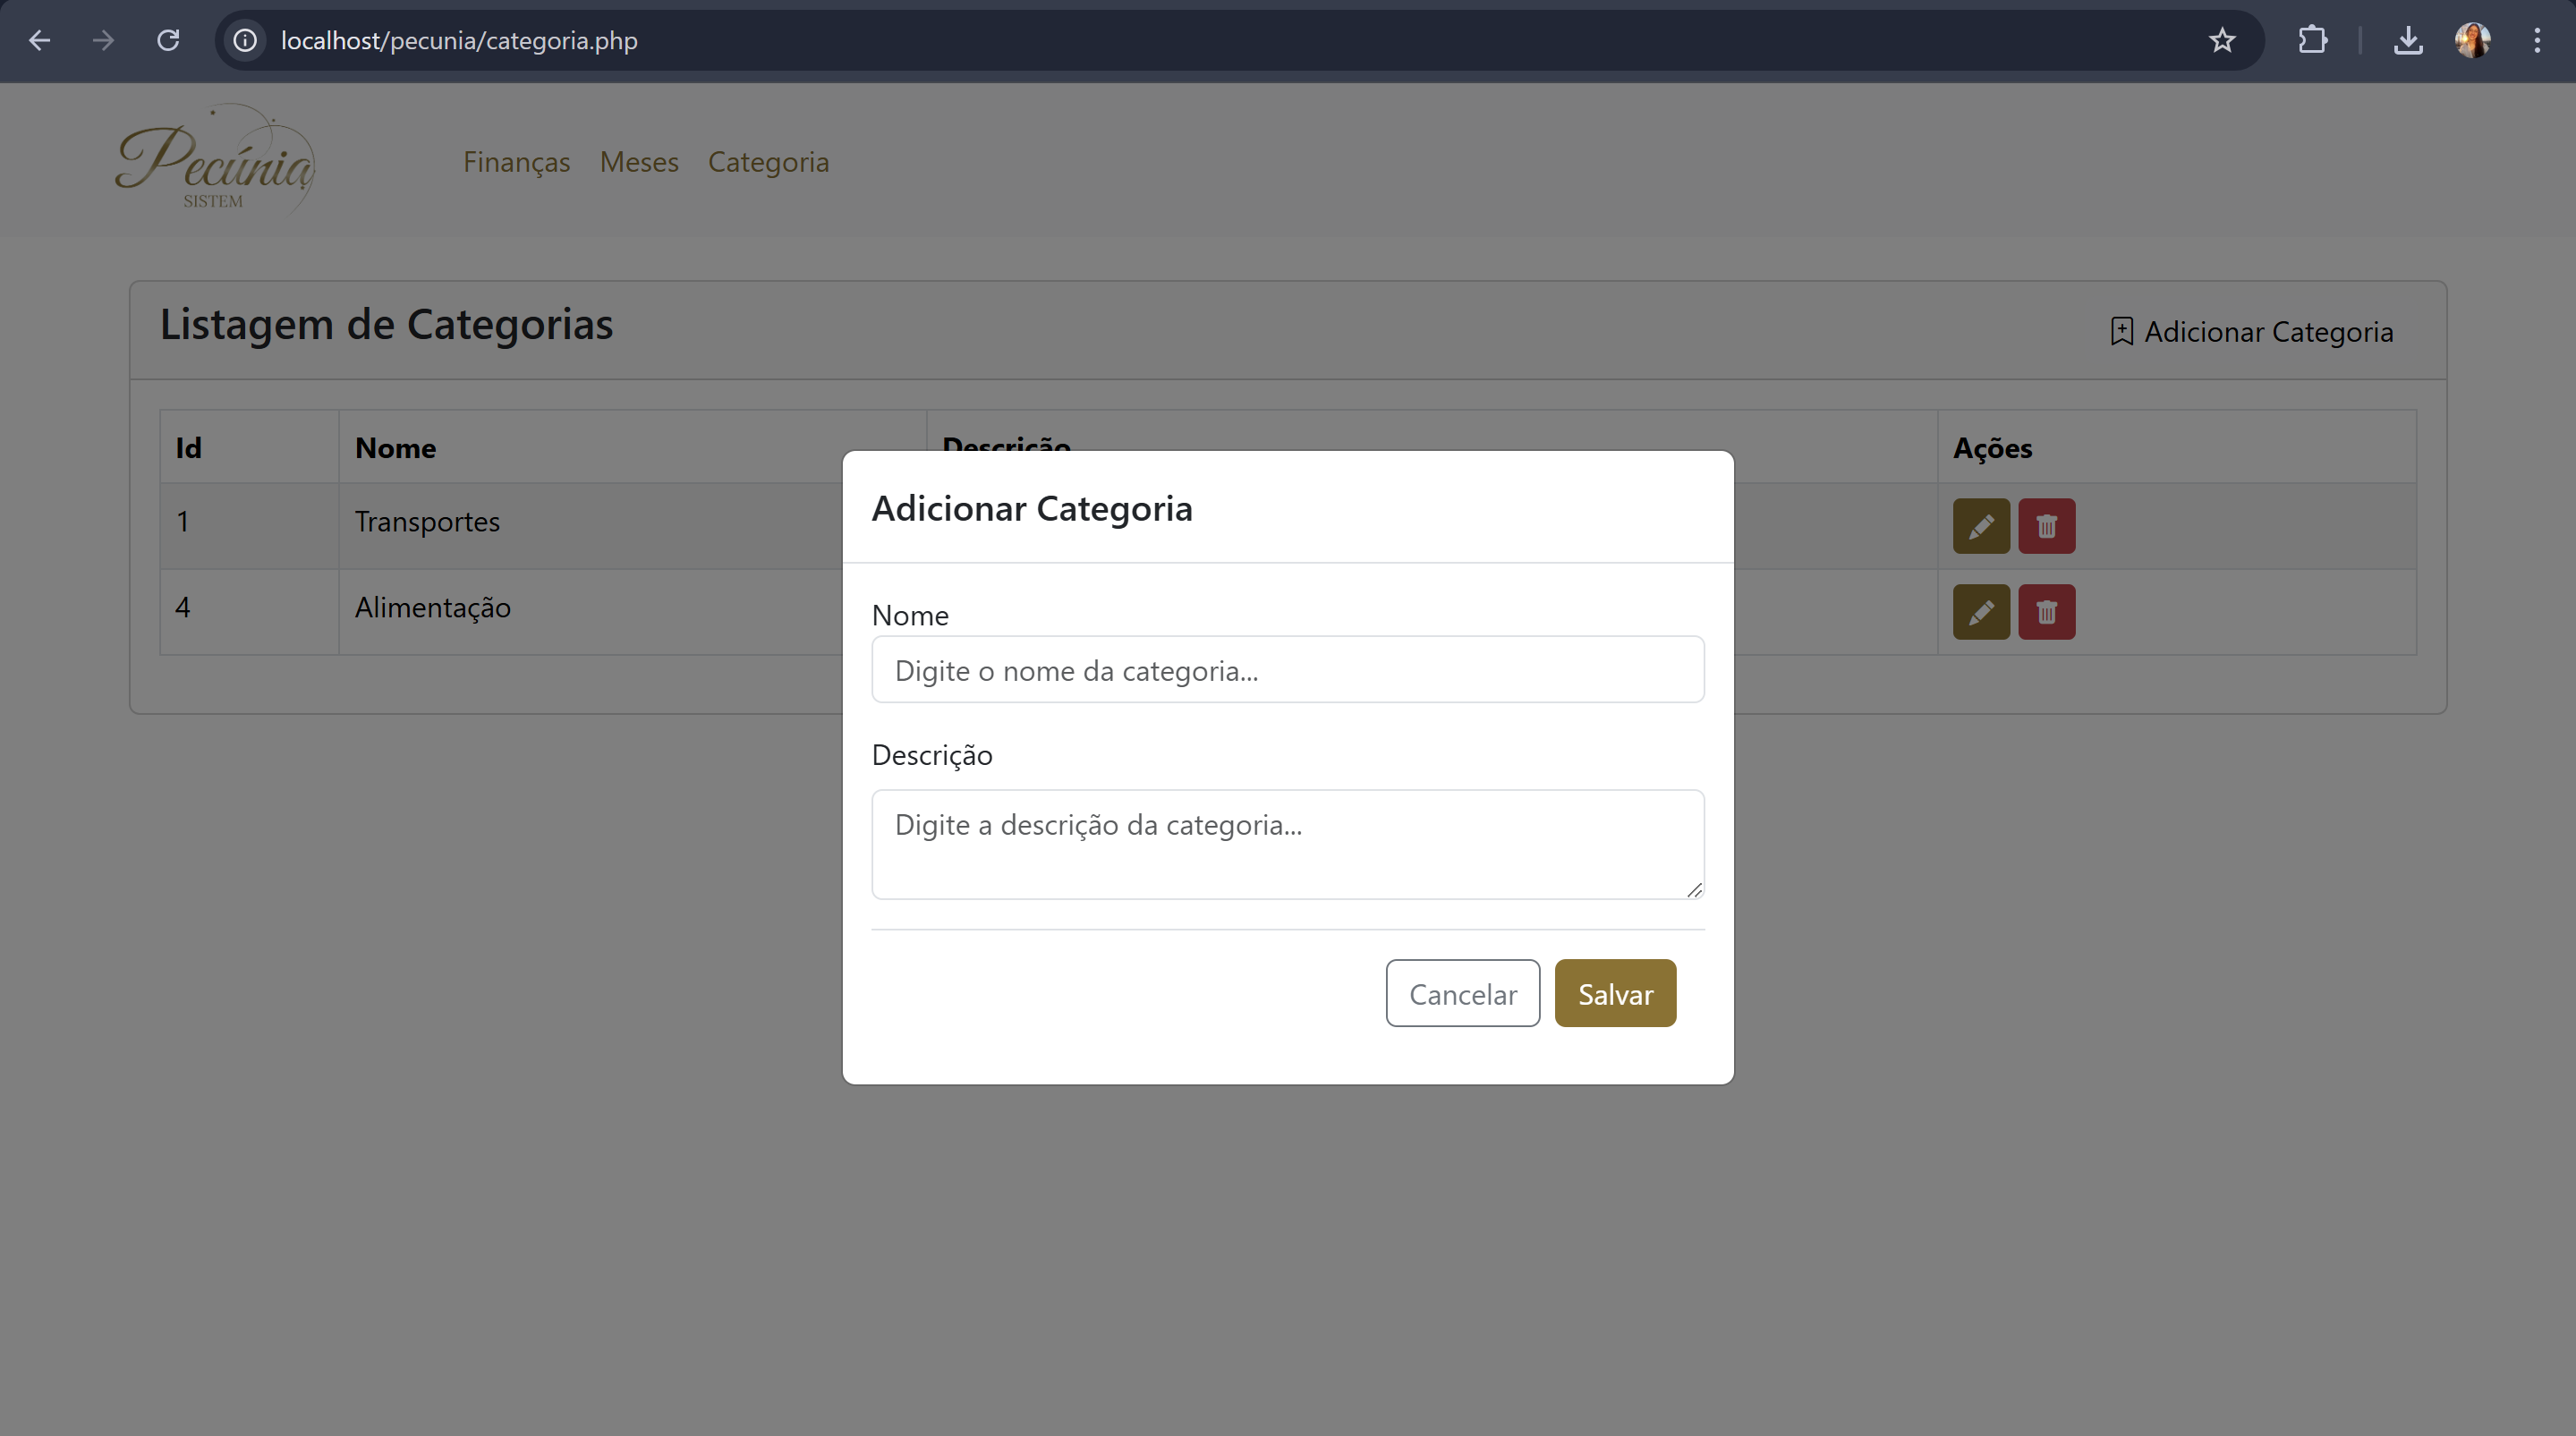 localhost/pecunia/categoria.php
Pecúnia
SISTEM
Finanças Meses Categoria
Listagem de Categorias
Adicionar Categoria
Id Nome Descrição Ações
1 Transportes
4 Alimentação
Adicionar Categoria
Nome
Digite o nome da categoria...
Descrição
Digite a descrição da categoria...
Cancelar Salvar